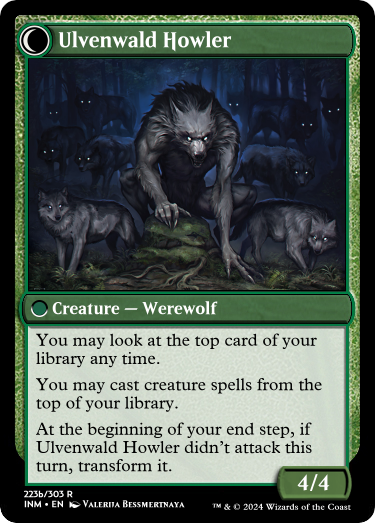 Ulvenwald Howler
Creature — Werewolf
You may look at the top card of your
library any time.
You may cast creature spells from the
top of your library.
At the beginning of your end step, if
Ulvenwald Howler didn't attack this
turn, transform it.
4/4
223b/303 R
INM • EN Valerija Bessmertnaya
™ & © 2024 Wizards of the Coast